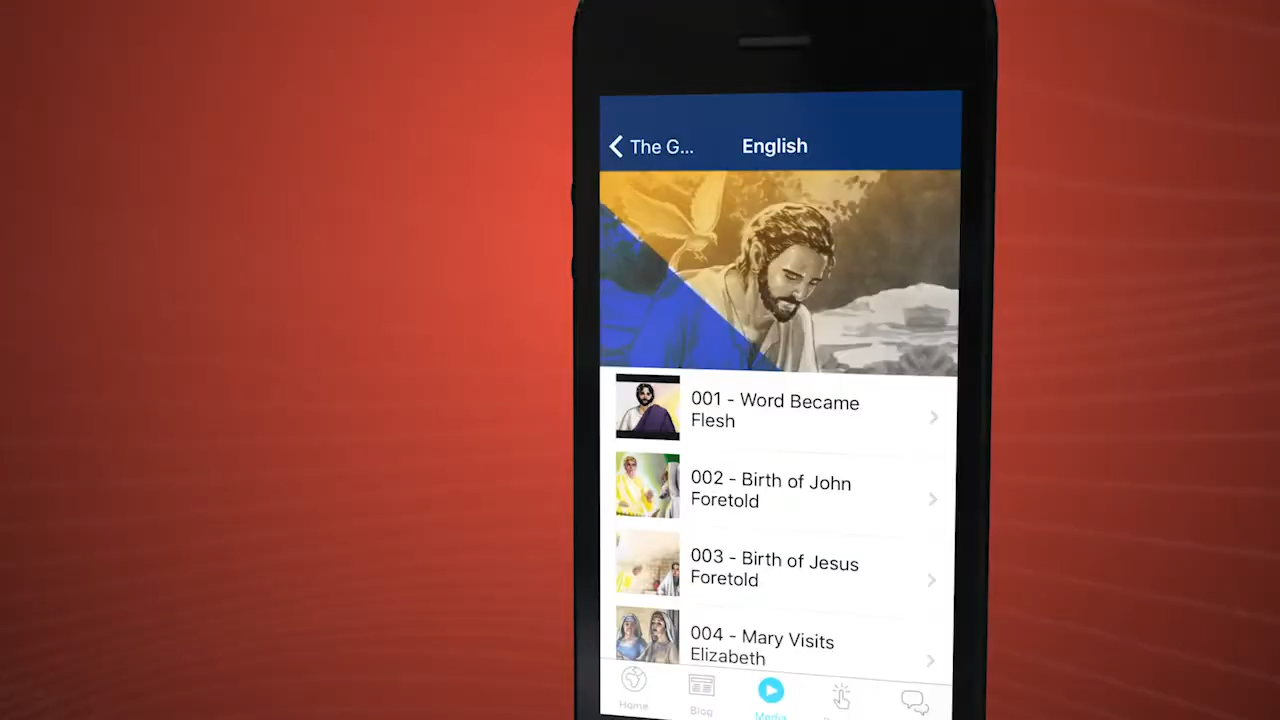 The G... English
001 - Word Became
Flesh
002 - Birth of John
Foretold
003 - Birth of Jesus
Foretold
004 - Mary Visits
Elizabeth
Home Blog Media